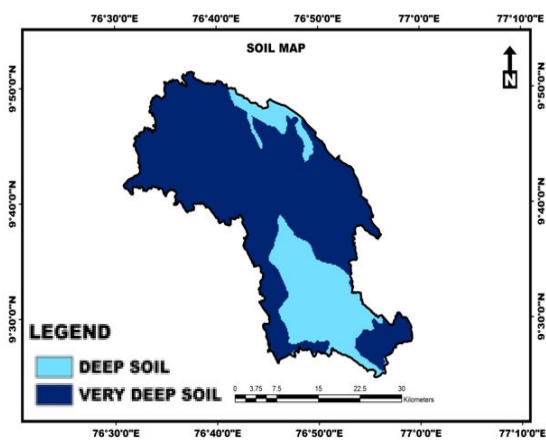 76°30'0"E 76°40'0"E 76°50'0"E 77°0'0"E 77°10'0"E
SOIL MAP
N
9°50'0"N 9°50'0"N
9°40'0"N 9°40'0"N
9°30'0"N 9°30'0"N
LEGEND
DEEP SOIL
VERY DEEP SOIL
0 3.75 7.5 15 22.5 30
Kilometers
76°30'0"E 76°40'0"E 76°50'0"E 77°0'0"E 77°10'0"E